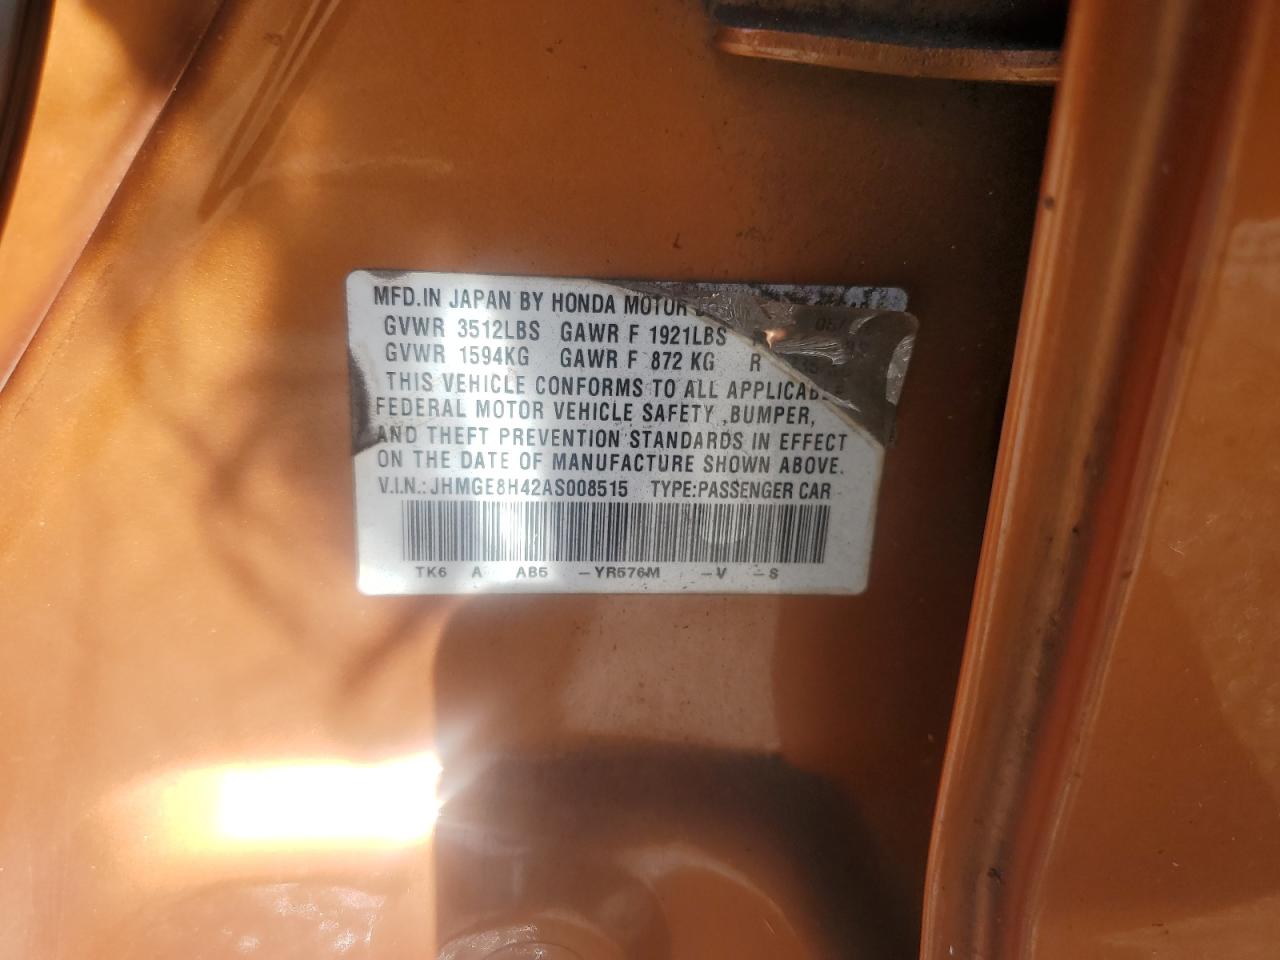 MFD.IN JAPAN BY HONDA MOTOR
GVWR 3512LBS GAWR F 1921LBS
GVWR 1594KG GAWR F 872 KG R
THIS VEHICLE CONFORMS TO ALL APPLICABLE
FEDERAL MOTOR VEHICLE SAFETY ,BUMPER,
AND THEFT PREVENTION STANDARDS IN EFFECT
ON THE DATE OF MANUFACTURE SHOWN ABOVE.
V.I.N.: JHMGE8H42AS008515 TYPE:PASSENGER CAR
TK6 A AB5 -YR576M -V -S